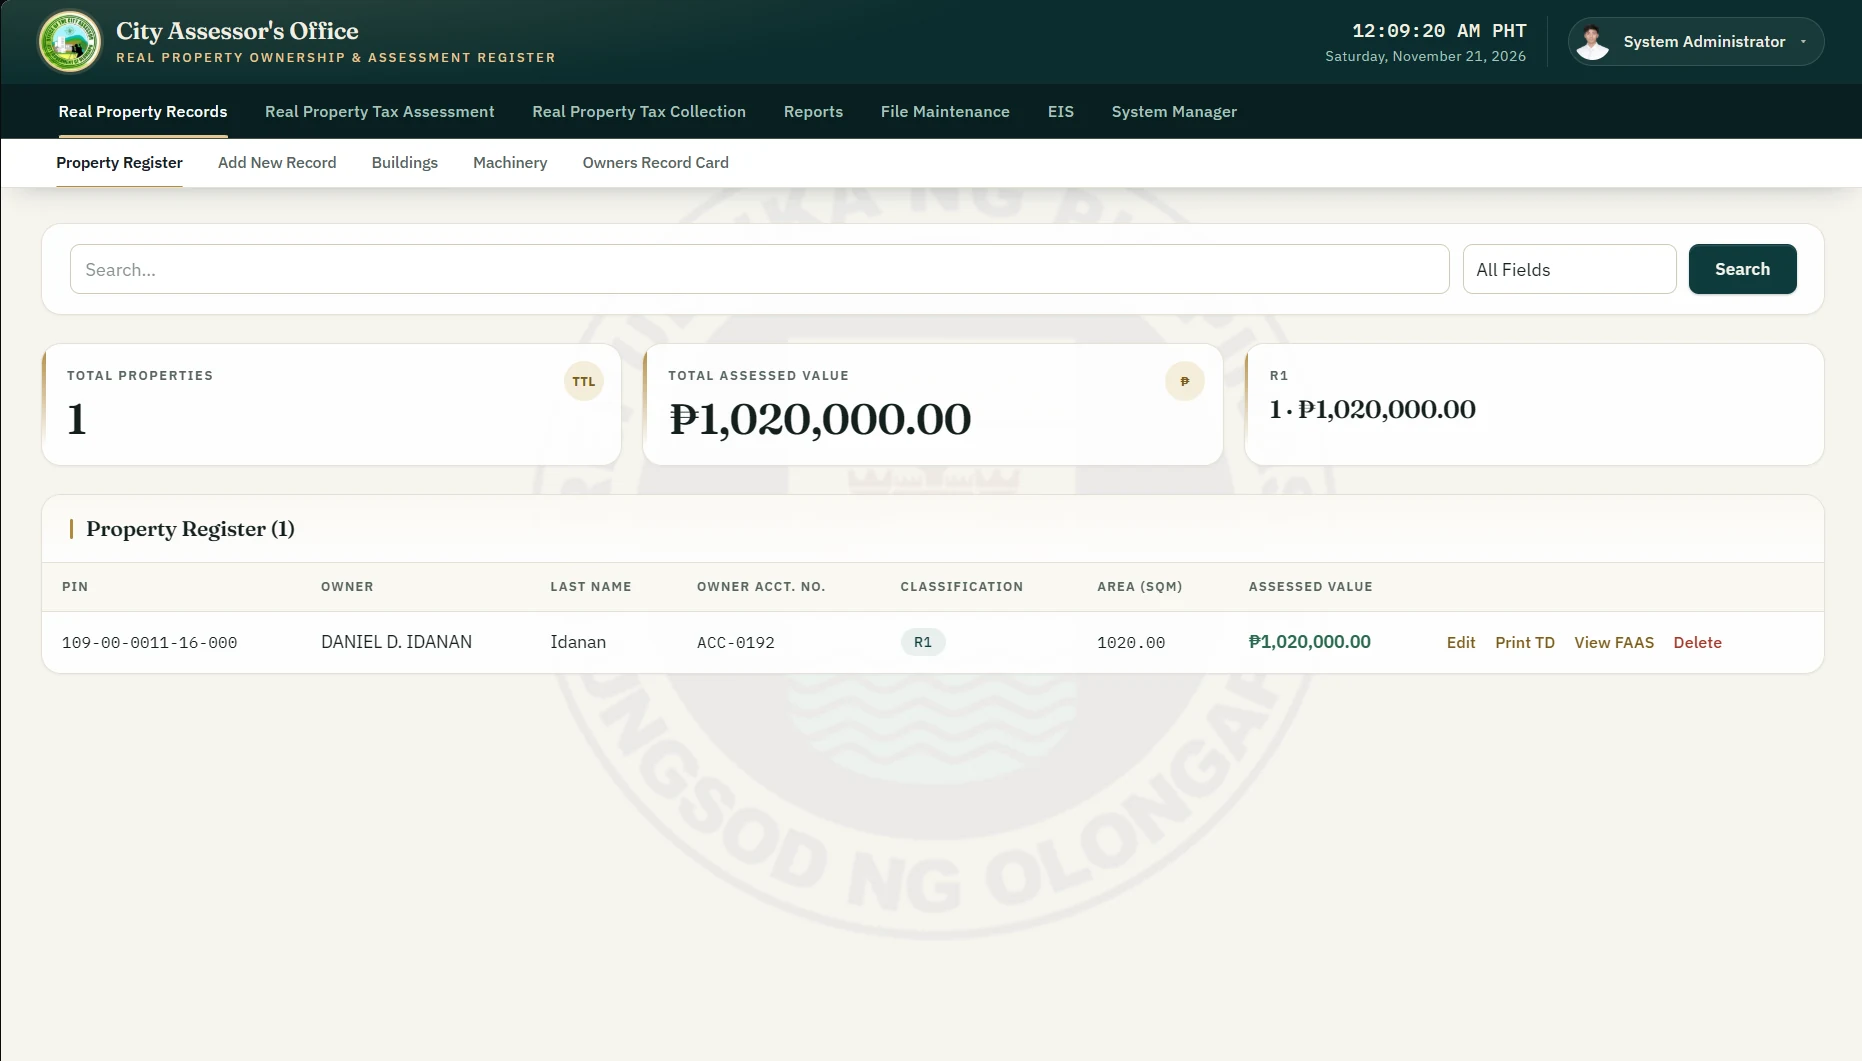 City Assessor's Office
REAL PROPERTY OWNERSHIP & ASSESSMENT REGISTER
12:09:20 AM PHT
Saturday, November 21, 2026
System Administrator
Real Property Records Real Property Tax Assessment Real Property Tax Collection Reports File Maintenance EIS System Manager
Property Register Add New Record Buildings Machinery Owners Record Card
Search...
All Fields
Search
TOTAL PROPERTIES
TTL
1
TOTAL ASSESSED VALUE
₱
₱1,020,000.00
R1
1 · ₱1,020,000.00
Property Register (1)
PIN OWNER LAST NAME OWNER ACCT. NO. CLASSIFICATION AREA (SQM) ASSESSED VALUE
109-00-0011-16-000 DANIEL D. IDANAN Idanan ACC-0192 R1 1020.00 ₱1,020,000.00 Edit Print TD View FAAS Delete
NG
NG OLONGAP